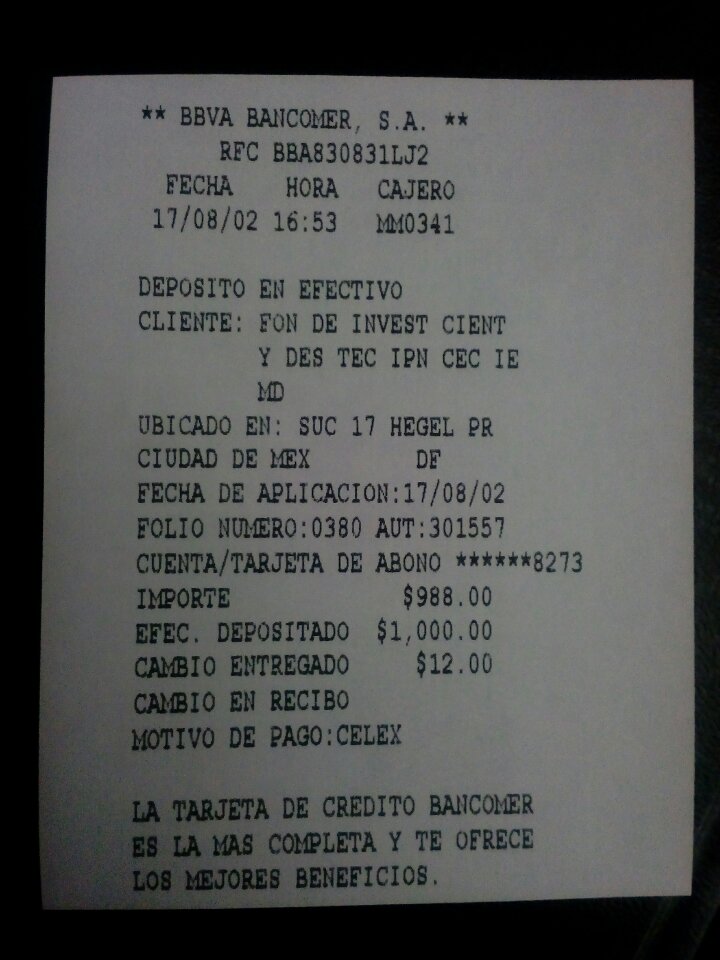 ** BBVA BANCOMER, S.A. **
RFC BBA830831LJ2
FECHA HORA CAJERO
17/08/02 16:53 MM0341
DEPOSITO EN EFECTIVO
CLIENTE: FON DE INVEST CIENT
Y DES TEC IPN CEC IE
MD
UBICADO EN: SUC 17 HEGEL PR
CIUDAD DE MEX DF
FECHA DE APLICACION:17/08/02
FOLIO NUMERO:0380 AUT:301557
CUENTA/TARJETA DE ABONO ******8273
IMPORTE $988.00
EFEC. DEPOSITADO $1,000.00
CAMBIO ENTREGADO $12.00
CAMBIO EN RECIBO
MOTIVO DE PAGO:CELEX
LA TARJETA DE CREDITO BANCOMER
ES LA MAS COMPLETA Y TE OFRECE
LOS MEJORES BENEFICIOS.